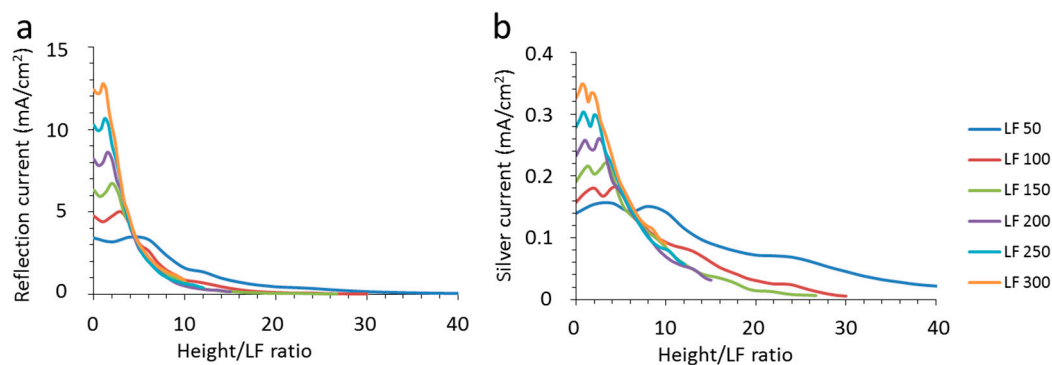 a
Reflection current (mA/cm²)
15
10
5
0
0 10 20 30 40
Height/LF ratio
b
Silver current (mA/cm²)
0.4
0.3
0.2
0.1
0
0 10 20 30 40
Height/LF ratio
LF 50
LF 100
LF 150
LF 200
LF 250
LF 300